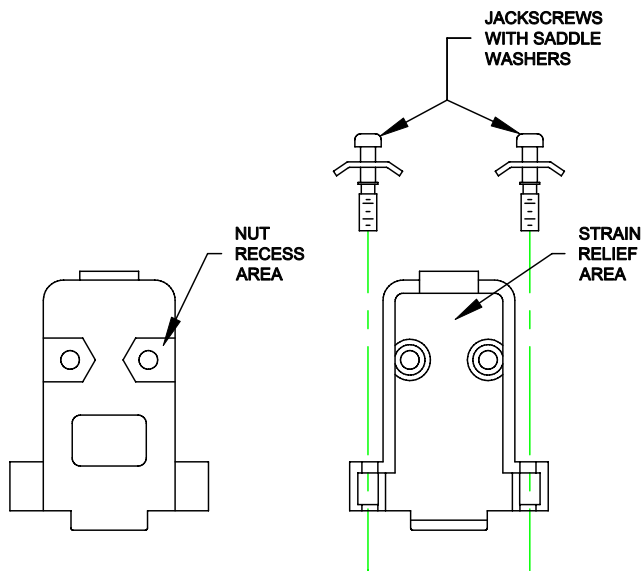 JACKSCREWS
WITH SADDLE
WASHERS
NUT
RECESS
AREA
STRAIN
RELIEF
AREA